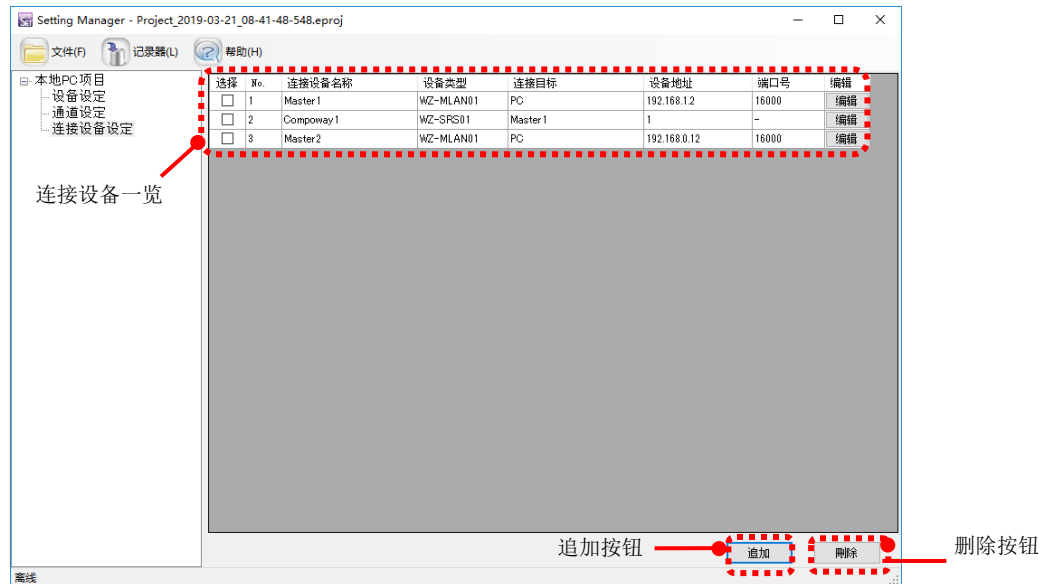 Setting Manager - Project_2019-03-21_08-41-48-548.eproj
文件(F) 记录器(L) 帮助(H)
本地PC项目
设备设定
通道设定
连接设备设定
选择 No. 连接设备名称 设备类型 连接目标 设备地址 端口号 编辑
1 Master1 WZ-MLAN01 PC 192.168.1.2 16000 编辑
2 Compoway1 WZ-SRS01 Master1 1 - 编辑
3 Master2 WZ-MLAN01 PC 192.168.0.12 16000 编辑
连接设备一览
追加按钮
追加 删除
删除按钮
离线